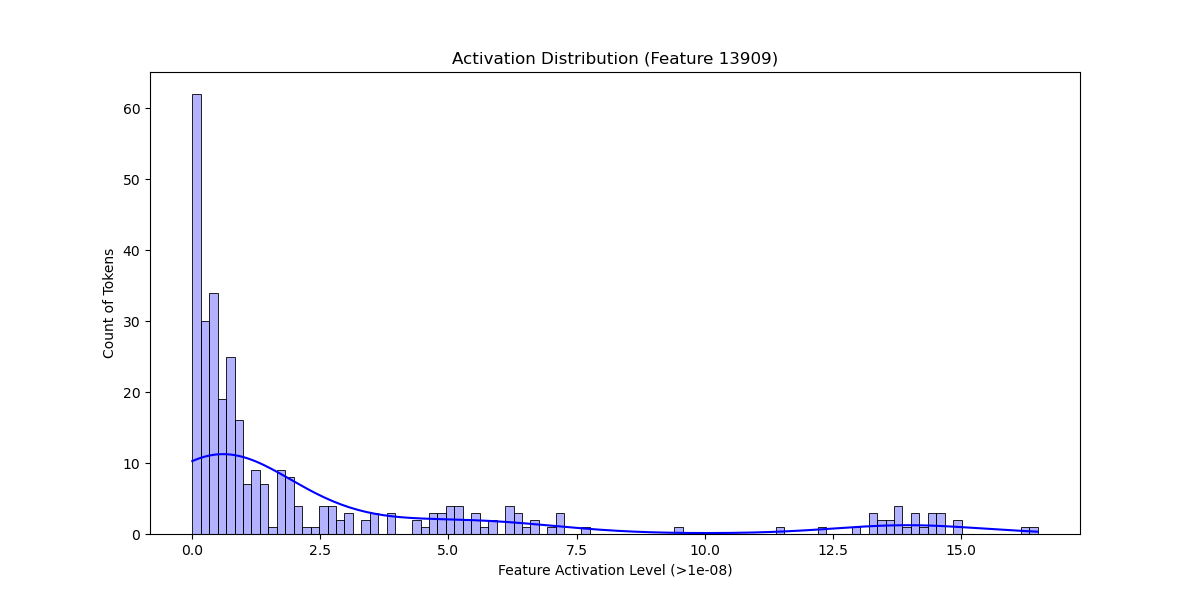 Activation Distribution (Feature 13909)
60
50
40
30
20
10
0
Count of Tokens
0.0 2.5 5.0 7.5 10.0 12.5 15.0
Feature Activation Level (>1e-08)